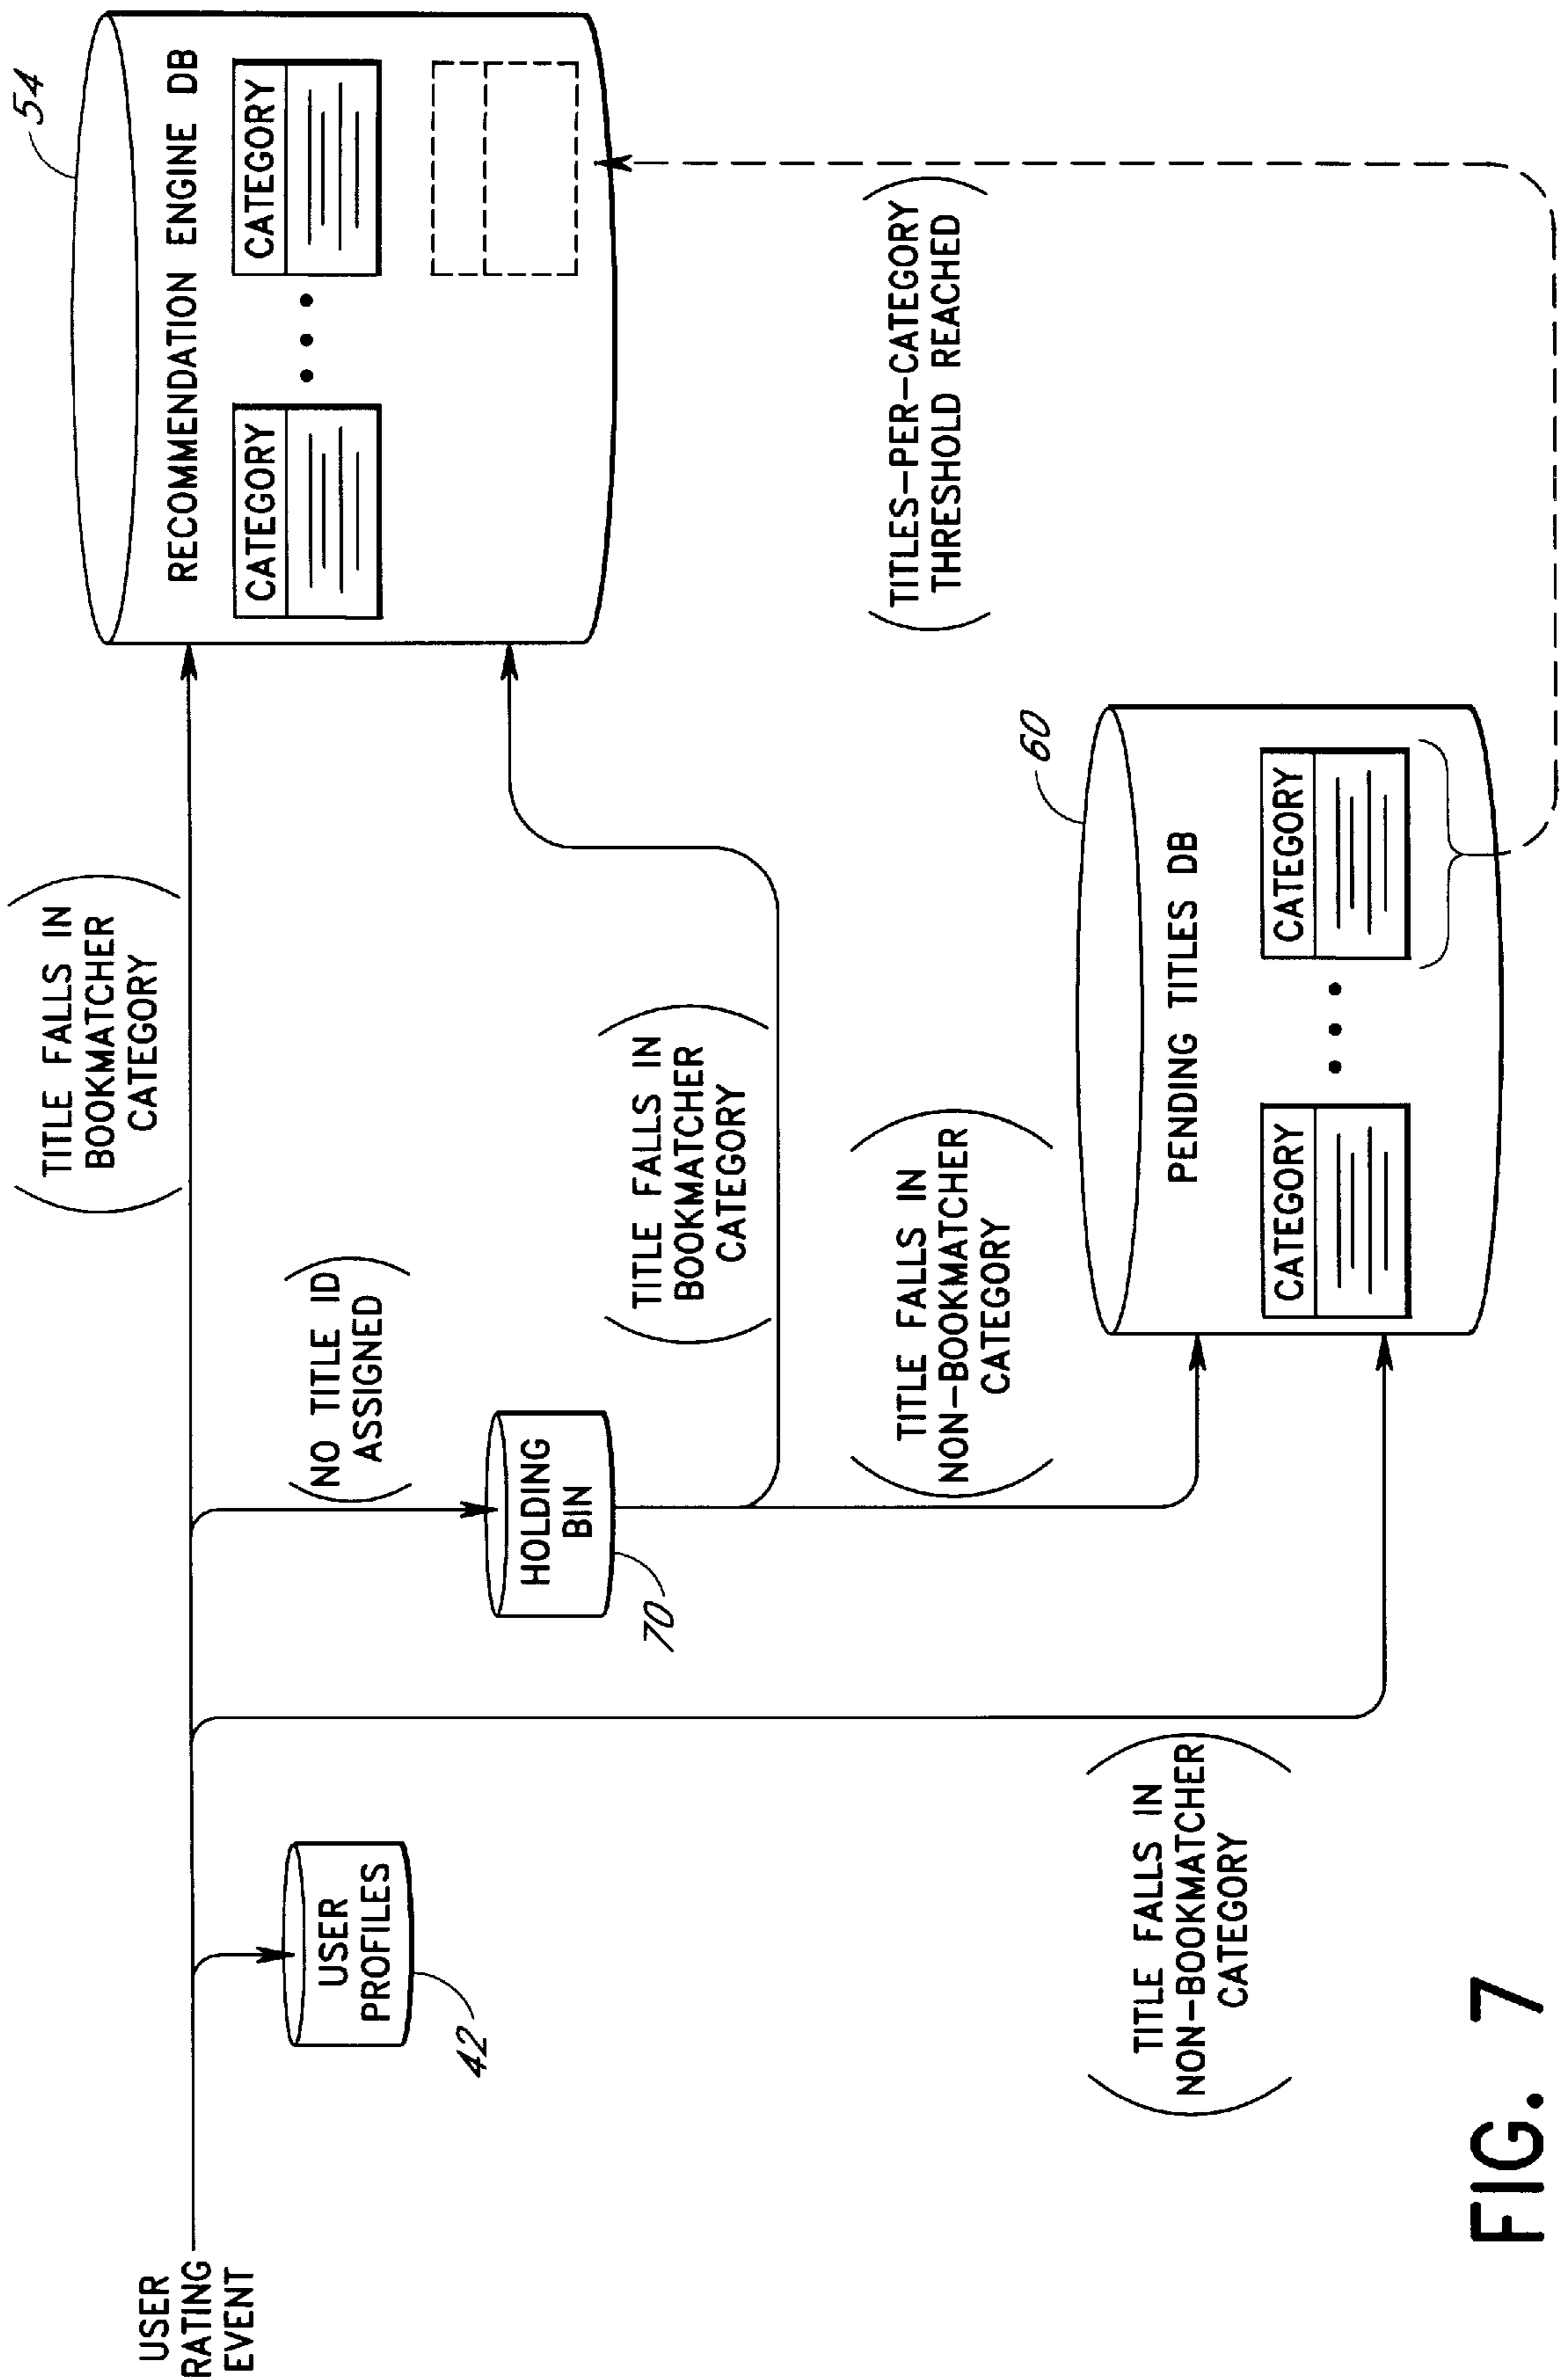 USER
RATING
EVENT
USER
PROFILES
42
NO TITLE ID
ASSIGNED
HOLDING
BIN
70
TITLE FALLS IN
BOOKMATCHER
CATEGORY
54
RECOMMENDATION ENGINE DB
CATEGORY
• • •
CATEGORY
TITLE FALLS IN
BOOKMATCHER
CATEGORY
TITLES-PER-CATEGORY
THRESHOLD REACHED
TITLE FALLS IN
NON-BOOKMATCHER
CATEGORY
60
PENDING TITLES DB
CATEGORY
• • •
CATEGORY
TITLE FALLS IN
NON-BOOKMATCHER
CATEGORY
FIG. 7